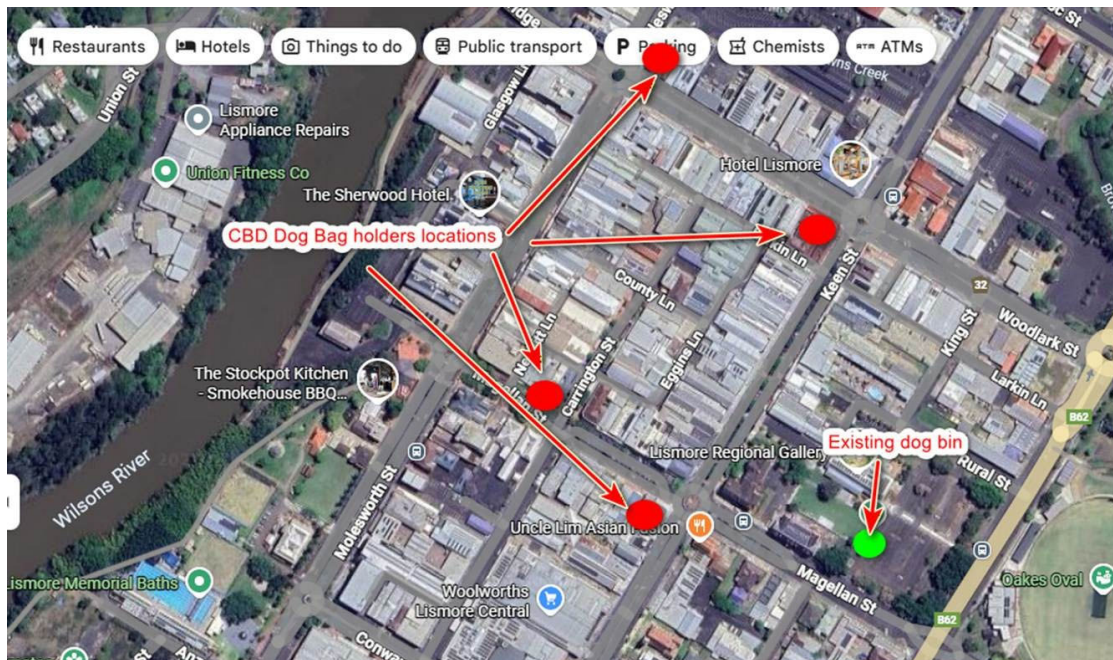 Restaurants
Hotels
Things to do
Public transport
Parking
Chemists
ATMs
Union St
Glasgow Ln
Lismore
Appliance Repairs
Union Fitness Co
The Sherwood Hotel
Hotel Lismore
CBD Dog Bag holders locations
Keen St
County Ln
32
Woodlark St
King St
Eggins Ln
Carrington St
Larkin Ln
The Stockpot Kitchen
- Smokehouse BBQ...
Magellan St
B62
Existing dog bin
Lismore Regional Gallery
Rural St
Wilsons River
Molesworth St
Uncle Lim Asian Fusion
Lismore Memorial Baths
Woolworths
Lismore Central
Magellan St
Oakes Oval
B62